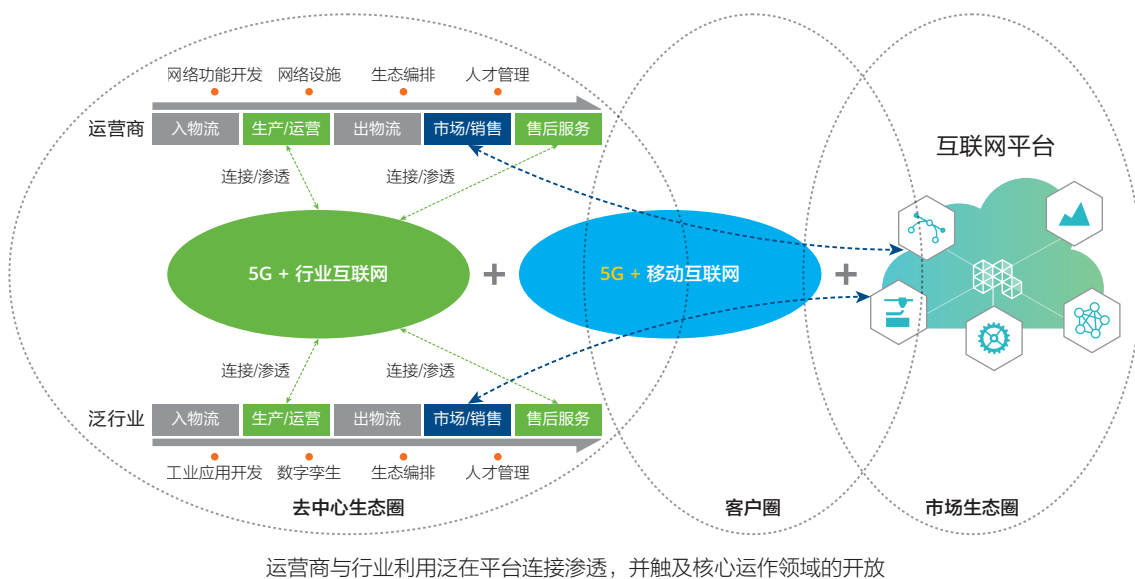 网络功能开发 网络设施 生态编排 人才管理
运营商 入物流 生产/运营 出物流 市场/销售 售后服务
互联网平台
连接/渗透 连接/渗透
5G + 行业互联网 + 5G + 移动互联网 +
连接/渗透 连接/渗透
泛行业 入物流 生产/运营 出物流 市场/销售 售后服务
工业应用开发 数字孪生 生态编排 人才管理
去中心生态圈 客户圈 市场生态圈
运营商与行业利用泛在平台连接渗透，并触及核心运作领域的开放